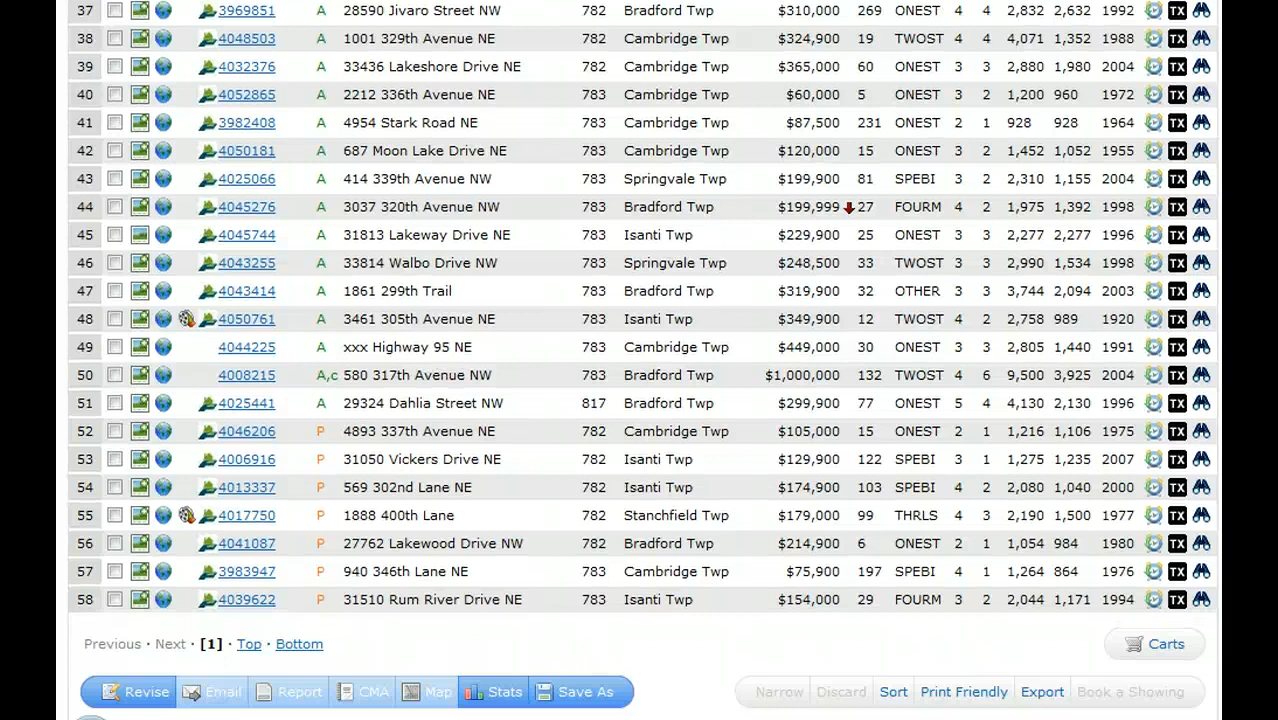 37 3969851 A 28590 Jivaro Street NW 772 Bradford Twp $310,000 269 ONEST 4 4 2,832 2,632 1992 TX
38 4048503 A 1001 329th Avenue NE 772 Cambridge Twp $324,900 19 TWOST 4 4 4,071 1,352 1988 TX
39 4032376 A 33436 Lakeshore Drive NE 772 Cambridge Twp $365,000 60 ONEST 3 3 2,880 1,980 2004 TX
40 4052865 A 2212 336th Avenue NE 783 Cambridge Twp $60,000 5 ONEST 3 2 1,200 960 1972 TX
41 3982408 A 4954 Stark Road NE 783 Cambridge Twp $87,500 231 ONEST 2 1 928 928 1964 TX
42 4050181 A 687 Moon Lake Drive NE 783 Cambridge Twp $120,000 15 ONEST 3 2 1,452 1,052 1955 TX
43 4025066 A 414 339th Avenue NW 783 Springvale Twp $199,900 81 SPEBI 3 2 2,310 1,155 2004 TX
44 4045276 A 3037 320th Avenue NW 783 Bradford Twp $199,999 27 FOURM 4 2 1,975 1,392 1998 TX
45 4045744 A 31813 Lakeway Drive NE 783 Isanti Twp $229,900 25 ONEST 3 3 2,277 2,277 1996 TX
46 4043255 A 33814 Walbo Drive NW 783 Springvale Twp $248,500 33 TWOST 4 3 2,990 1,534 1998 TX
47 4043414 A 1861 299th Trail 783 Bradford Twp $319,900 32 OTHER 3 3 3,744 2,094 2003 TX
48 4050761 A 3461 305th Avenue NE 783 Isanti Twp $349,900 12 TWOST 4 2 2,758 989 1920 TX
49 4044225 A xxx Highway 95 NE 783 Cambridge Twp $449,000 30 ONEST 3 3 2,805 1,440 1991 TX
50 4008215 A,c 580 317th Avenue NW 773 Bradford Twp $1,000,000 132 TWOST 4 6 9,500 3,925 2004 TX
51 4025441 A 29324 Dahlia Street NW 817 Bradford Twp $299,900 77 ONEST 5 4 4,130 2,130 1996 TX
52 4046206 P 4893 337th Avenue NE 782 Cambridge Twp $105,000 15 ONEST 2 1 1,216 1,106 1975 TX
53 4006916 P 31050 Vickers Drive NE 782 Isanti Twp $129,900 122 SPEBI 3 1 1,275 1,235 2007 TX
54 4013337 P 569 302nd Lane NE 782 Isanti Twp $174,900 103 SPEBI 4 2 2,080 1,040 2000 TX
55 4017750 P 1888 400th Lane 782 Stanchfield Twp $179,000 99 THRLS 4 3 2,190 1,500 1977 TX
56 4041087 P 27762 Lakewood Drive NW 782 Bradford Twp $214,900 8 ONEST 2 1 1,054 984 1980 TX
57 3983947 P 940 346th Lane NE 783 Cambridge Twp $75,900 197 SPEBI 4 1 1,264 864 1976 TX
58 4039622 P 31510 Rum River Drive NE 783 Isanti Twp $154,000 29 FOURM 3 2 2,044 1,171 1994 TX
Previous · Next · [1] · Top · Bottom Carts
Revise Email Report CMA Map Stats Save As Narrow Discard Sort Print Friendly Export Book a Showing